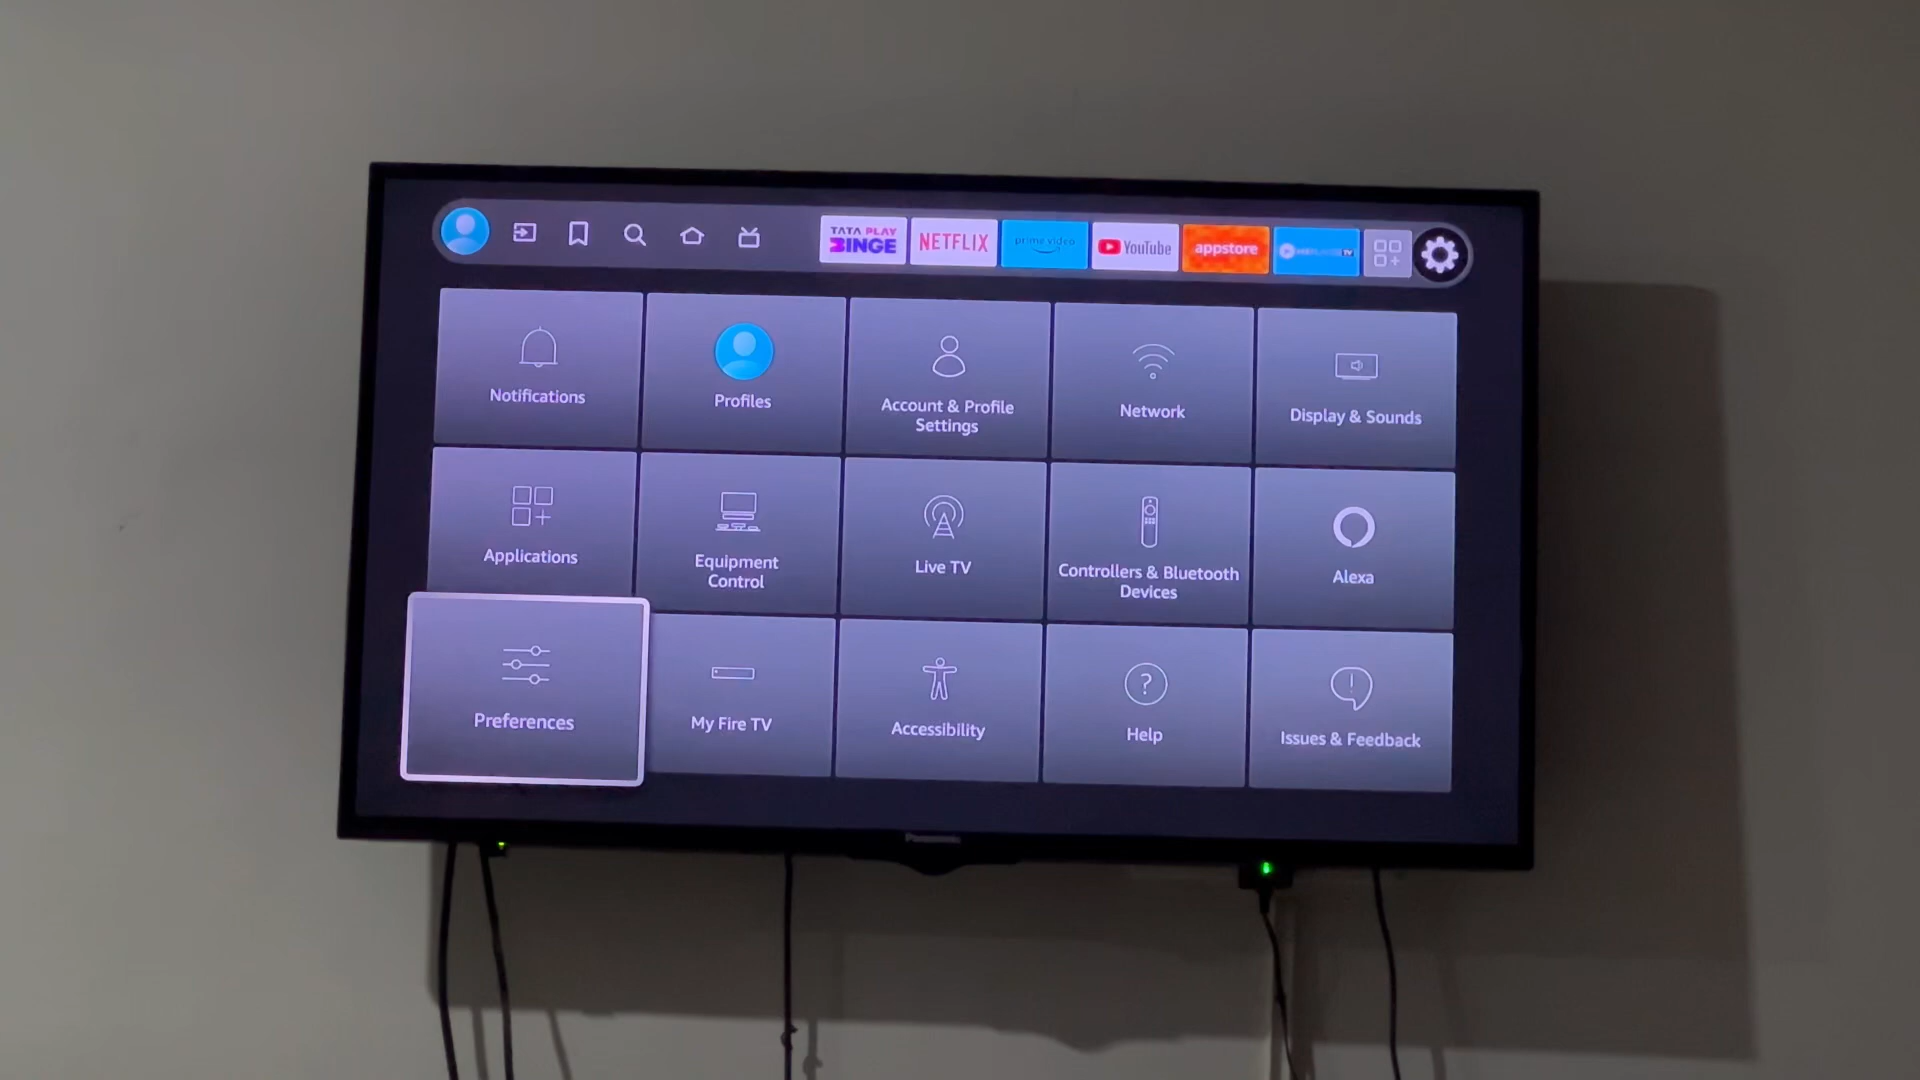 TATA PLAY
BINGE
NETFLIX
prime video
YouTube
appstore
Notifications
Profiles
Account & Profile
Settings
Network
Display & Sounds
Applications
Equipment
Control
Live TV
Controllers & Bluetooth
Devices
Alexa
Preferences
My Fire TV
Accessibility
?
Help
!
Issues & Feedback